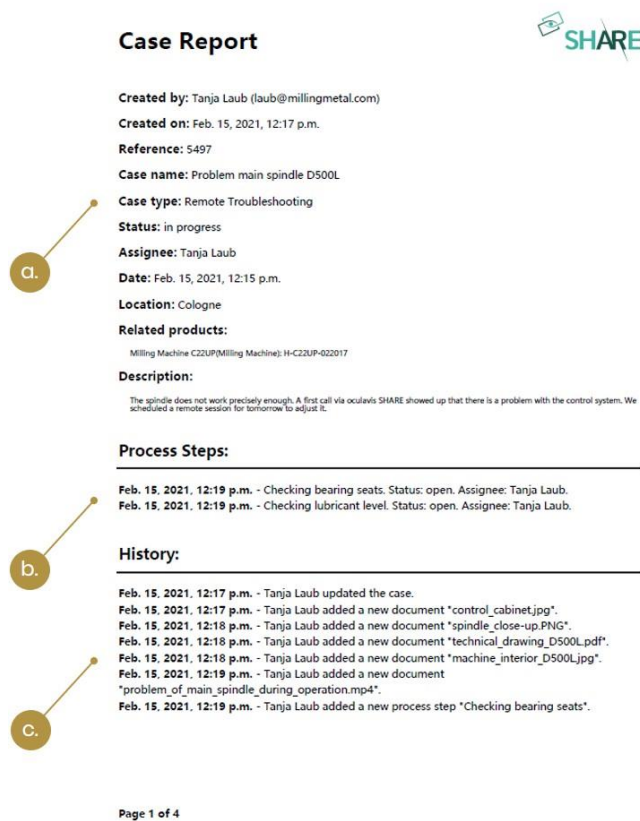 SHARE
Case Report
Created by: Tanja Laub (laub@millingmetal.com)
Created on: Feb. 15, 2021, 12:17 p.m.
Reference: 5497
Case name: Problem main spindle D500L
Case type: Remote Troubleshooting
Status: in progress
a.
Assignee: Tanja Laub
Date: Feb. 15, 2021, 12:15 p.m.
Location: Cologne
Related products:
Milling Machine C22UP(Milling Machine): H-C22UP-022017
Description:
The spindle does not work precisely enough. A first call via oculavis SHARE showed up that there is a problem with the control system. We
scheduled a remote session for tomorrow to adjust it.
Process Steps:
Feb. 15, 2021, 12:19 p.m. - Checking bearing seats. Status: open. Assignee: Tanja Laub.
Feb. 15, 2021, 12:19 p.m. - Checking lubricant level. Status: open. Assignee: Tanja Laub.
b.
History:
Feb. 15, 2021, 12:17 p.m. - Tanja Laub updated the case.
Feb. 15, 2021, 12:17 p.m. - Tanja Laub added a new document "control_cabinet.jpg".
Feb. 15, 2021, 12:18 p.m. - Tanja Laub added a new document "spindle_close-up.PNG".
Feb. 15, 2021, 12:18 p.m. - Tanja Laub added a new document "technical_drawing_D500L.pdf".
Feb. 15, 2021, 12:18 p.m. - Tanja Laub added a new document "machine_interior_D500L.jpg".
Feb. 15, 2021, 12:19 p.m. - Tanja Laub added a new document
"problem_of_main_spindle_during_operation.mp4".
Feb. 15, 2021, 12:19 p.m. - Tanja Laub added a new process step "Checking bearing seats".
c.
Page 1 of 4